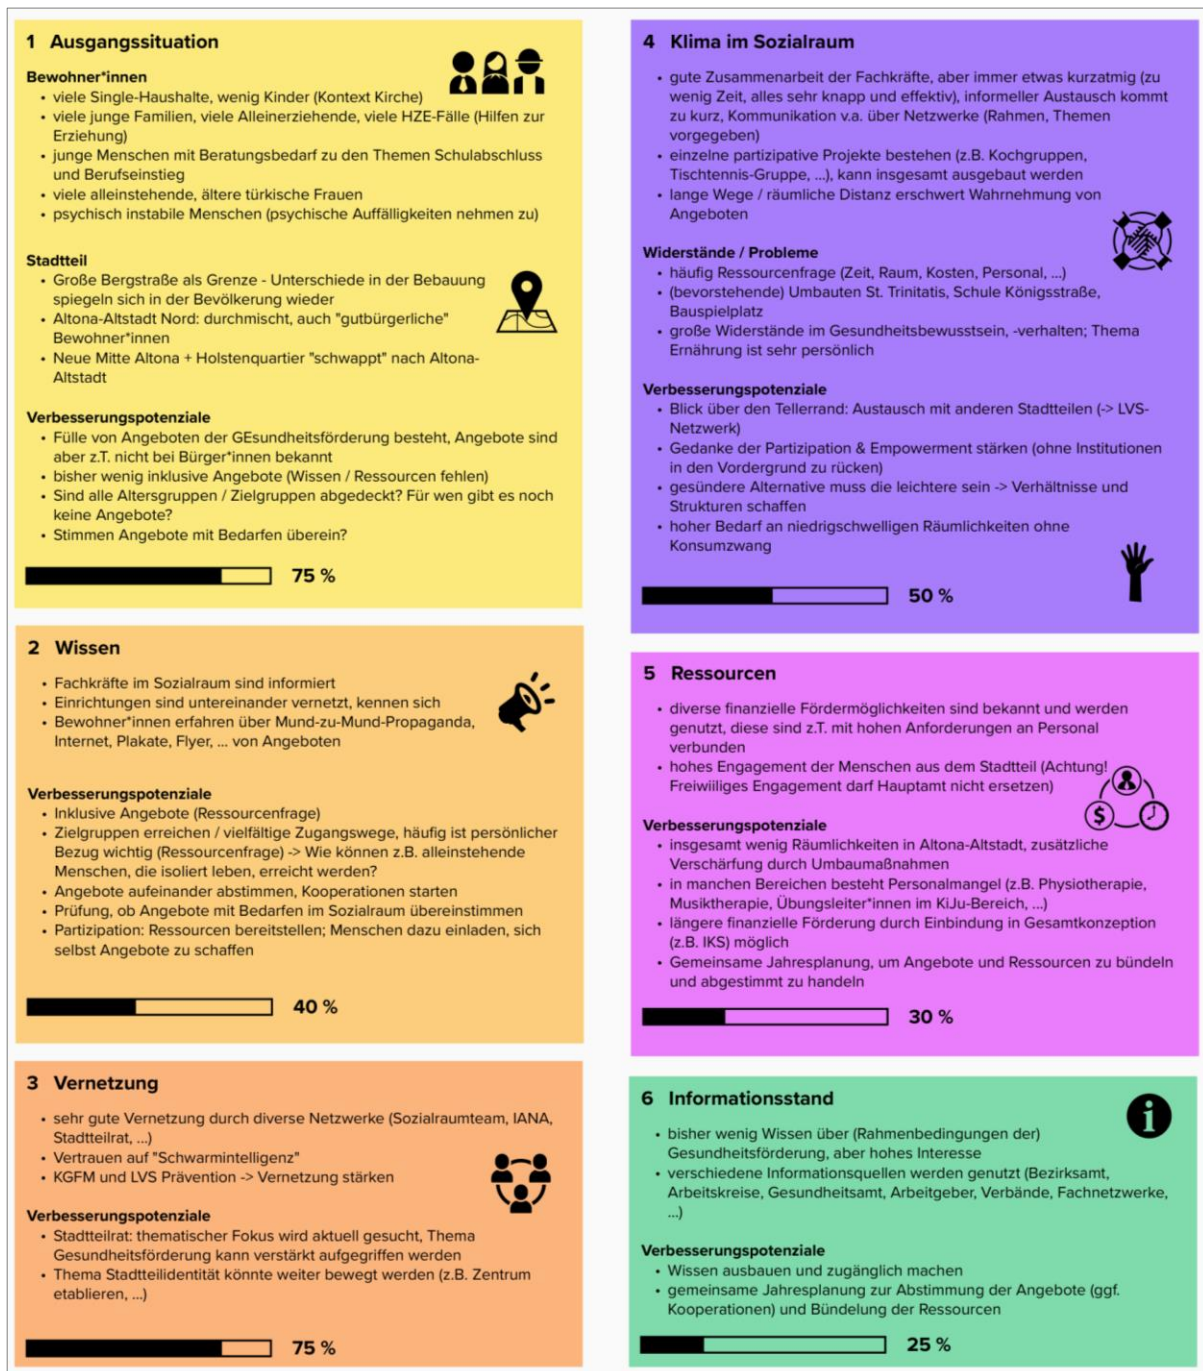 1 Ausgangssituation
Bewohner*innen
• viele Single-Haushalte, wenig Kinder (Kontext Kirche)
• viele junge Familien, viele Alleinerziehende, viele HZE-Fälle (Hilfen zur
Erziehung)
• junge Menschen mit Beratungsbedarf zu den Themen Schulabschluss
und Berufseinstieg
• viele alleinstehende, ältere türkische Frauen
• psychisch instabile Menschen (psychische Auffälligkeiten nehmen zu)
Stadtteil
• Große Bergstraße als Grenze - Unterschiede in der Bebauung
spiegeln sich in der Bevölkerung wieder
• Altona-Altstadt Nord: durchmischt, auch "gutbürgerliche"
Bewohner*innen
• Neue Mitte Altona + Holstenquartier "schwappt" nach Altona-
Altstadt
Verbesserungspotenziale
• Fülle von Angeboten der GEsundheitsförderung besteht, Angebote sind
aber z.T. nicht bei Bürger*innen bekannt
• bisher wenig inklusive Angebote (Wissen / Ressourcen fehlen)
• Sind alle Altersgruppen / Zielgruppen abgedeckt? Für wen gibt es noch
keine Angebote?
• Stimmen Angebote mit Bedarfen überein?
75 %
2 Wissen
• Fachkräfte im Sozialraum sind informiert
• Einrichtungen sind untereinander vernetzt, kennen sich
• Bewohner*innen erfahren über Mund-zu-Mund-Propaganda,
Internet, Plakate, Flyer, ... von Angeboten
Verbesserungspotenziale
• Inklusive Angebote (Ressourcenfrage)
• Zielgruppen erreichen / vielfältige Zugangswege, häufig ist persönlicher
Bezug wichtig (Ressourcenfrage) -> Wie können z.B. alleinstehende
Menschen, die isoliert leben, erreicht werden?
• Angebote aufeinander abstimmen, Kooperationen starten
• Prüfung, ob Angebote mit Bedarfen im Sozialraum übereinstimmen
• Partizipation: Ressourcen bereitstellen; Menschen dazu einladen, sich
selbst Angebote zu schaffen
40 %
3 Vernetzung
• sehr gute Vernetzung durch diverse Netzwerke (Sozialraumteam, IANA,
Stadtteilrat, ...)
• Vertrauen auf "Schwarmintelligenz"
• KGFM und LVS Prävention -> Vernetzung stärken
Verbesserungspotenziale
• Stadtteilrat: thematischer Fokus wird aktuell gesucht, Thema
Gesundheitsförderung kann verstärkt aufgegriffen werden
• Thema Stadtteilidentität könnte weiter bewegt werden (z.B. Zentrum
etablieren, ...)
75 %
4 Klima im Sozialraum
• gute Zusammenarbeit der Fachkräfte, aber immer etwas kurzatmig (zu
wenig Zeit, alles sehr knapp und effektiv), informeller Austausch kommt
zu kurz, Kommunikation v.a. über Netzwerke (Rahmen, Themen
vorgegeben)
• einzelne partizipative Projekte bestehen (z.B. Kochgruppen,
Tischtennis-Gruppe, ...), kann insgesamt ausgebaut werden
• lange Wege / räumliche Distanz erschwert Wahrnehmung von
Angeboten
Widerstände / Probleme
• häufig Ressourcenfrage (Zeit, Raum, Kosten, Personal, ...)
• (bevorstehende) Umbauten St. Trinitatis, Schule Königsstraße,
Bauspielplatz
• große Widerstände im Gesundheitsbewusstsein, -verhalten; Thema
Ernährung ist sehr persönlich
Verbesserungspotenziale
• Blick über den Tellerrand: Austausch mit anderen Stadtteilen (-> LVS-
Netzwerk)
• Gedanke der Partizipation & Empowerment stärken (ohne Institutionen
in den Vordergrund zu rücken)
• gesündere Alternative muss die leichtere sein -> Verhältnisse und
Strukturen schaffen
• hoher Bedarf an niedrigschwelligen Räumlichkeiten ohne
Konsumzwang
50 %
5 Ressourcen
• diverse finanzielle Fördermöglichkeiten sind bekannt und werden
genutzt, diese sind z.T. mit hohen Anforderungen an Personal
verbunden
• hohes Engagement der Menschen aus dem Stadtteil (Achtung!
Freiwiiliges Engagement darf Hauptamt nicht ersetzen)
$
Verbesserungspotenziale
• insgesamt wenig Räumlichkeiten in Altona-Altstadt, zusätzliche
Verschärfung durch Umbaumaßnahmen
• in manchen Bereichen besteht Personalmangel (z.B. Physiotherapie,
Musiktherapie, Übungsleiter*innen im KiJu-Bereich, ...)
• längere finanzielle Förderung durch Einbindung in Gesamtkonzeption
(z.B. IKS) möglich
• Gemeinsame Jahresplanung, um Angebote und Ressourcen zu bündeln
und abgestimmt zu handeln
30 %
6 Informationsstand
i
• bisher wenig Wissen über (Rahmenbedingungen der)
Gesundheitsförderung, aber hohes Interesse
• verschiedene Informationsquellen werden genutzt (Bezirksamt,
Arbeitskreise, Gesundheitsamt, Arbeitgeber, Verbände, Fachnetzwerke,
...)
Verbesserungspotenziale
• Wissen ausbauen und zugänglich machen
• gemeinsame Jahresplanung zur Abstimmung der Angebote (ggf.
Kooperationen) und Bündelung der Ressourcen
25 %